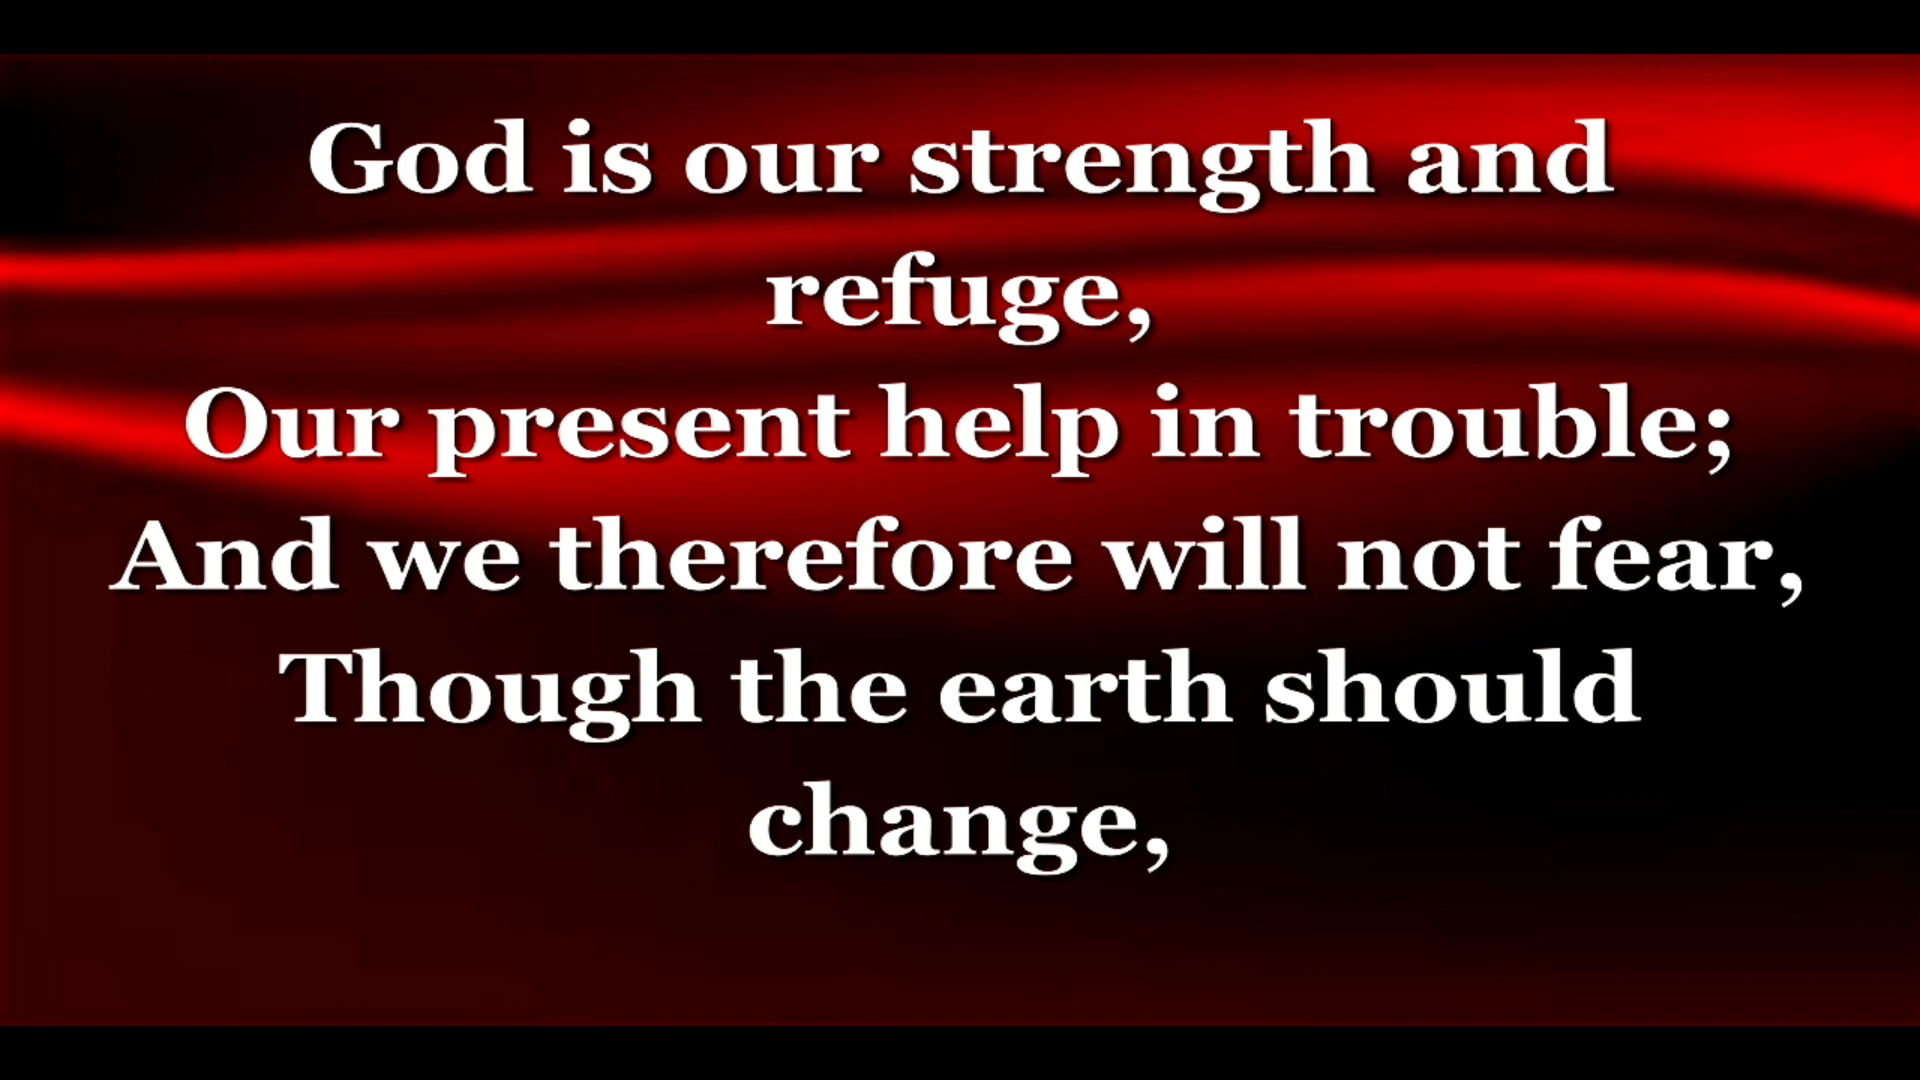 God is our strength and
refuge,
Our present help in trouble;
And we therefore will not fear,
Though the earth should
change,